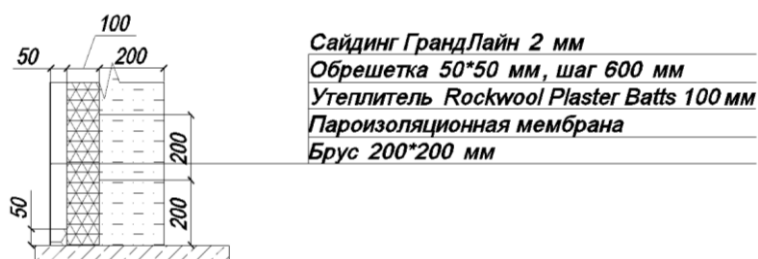 100
50 200
Сайдинг ГрандЛайн 2 мм
Обрешетка 50*50 мм, шаг 600 мм
Утеплитель Rockwool Plaster Batts 100 мм
Пароизоляционная мембрана
Брус 200*200 мм
200
50
200